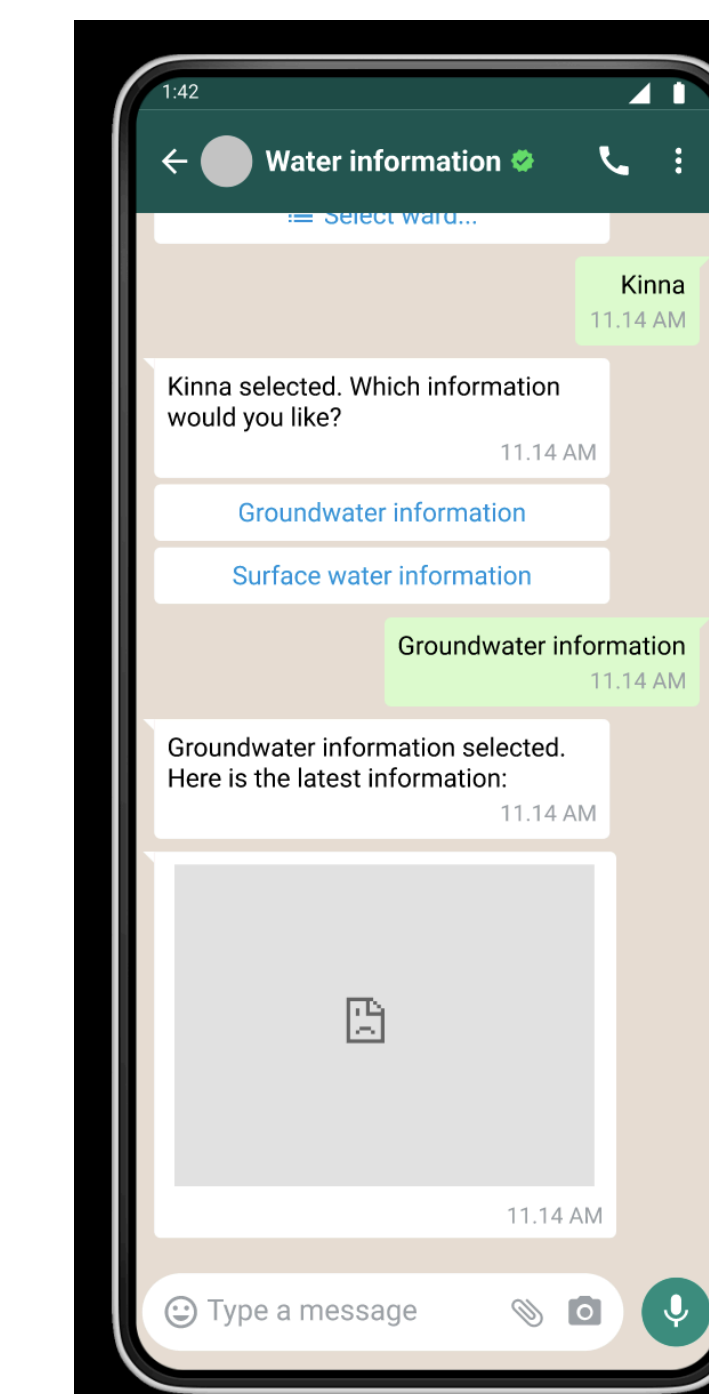 1:42
Water information
Select ward...
Kinna
11.14 AM
Kinna selected. Which information
would you like?
11.14 AM
Groundwater information
Surface water information
Groundwater information
11.14 AM
Groundwater information selected.
Here is the latest information:
11.14 AM
11.14 AM
Type a message